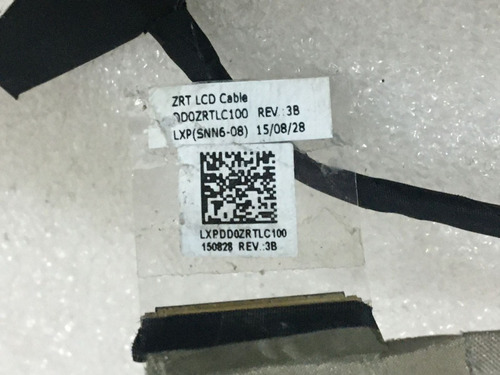 ZRT LCD Cable
DD0ZRTLC100 REV :3B
LXP(SNN6-08) 15/08/28
LXPDD0ZRTLC100
150828 REV.:3B